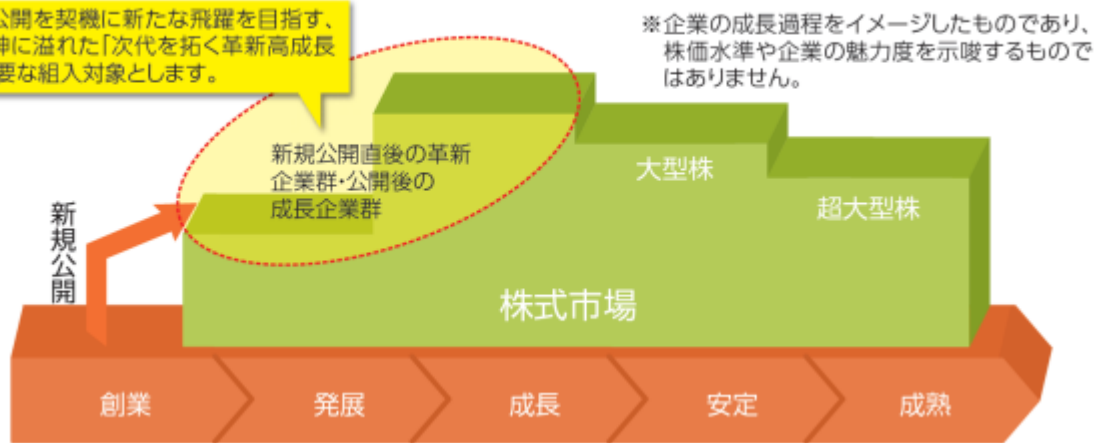 公開を契機に新たな飛躍を目指す、
神に溢れた「次代を拓く革新高成長
要な組入対象とします。
※企業の成長過程をイメージしたものであり、
株価水準や企業の魅力度を示唆するもので
はありません。
新規公開直後の革新
企業群・公開後の
成長企業群
大型株
超大型株
新規公開
株式市場
創業
発展
成長
安定
成熟